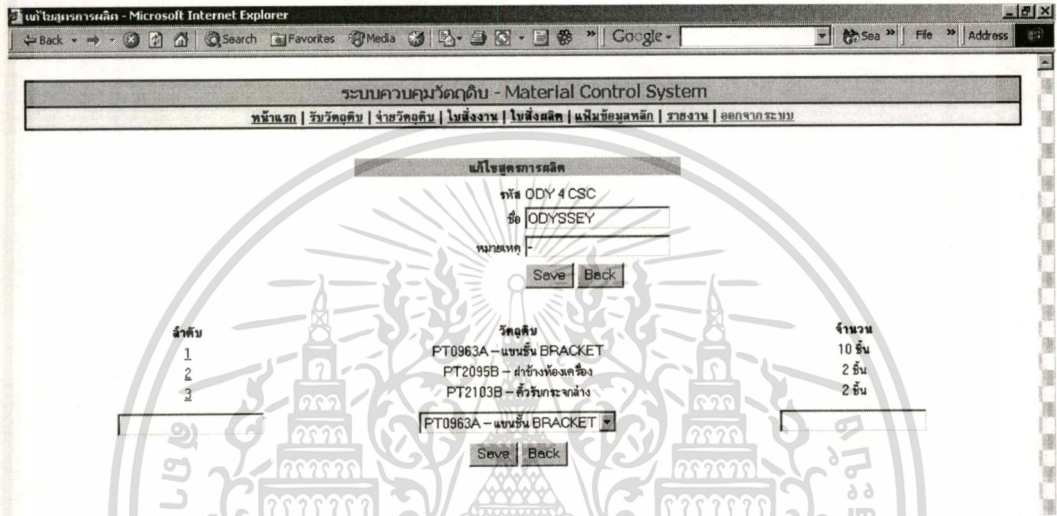 แก้ไขสูตรการผลิต - Microsoft Internet Explorer
Back Search Favorites Media Google Sea File Address
ระบบควบคุมวัตถุดิบ - Material Control System
หน้าแรก | รับวัตถุดิบ | จ่ายวัตถุดิบ | ใบสั่งงาน | ใบสั่งผลิต | แฟ้มข้อมูลหลัก | รายงาน | ออกจากระบบ
แก้ไขสูตรการผลิต
รหัส ODY 4 CSC
ชื่อ ODYSSEY
หมายเหตุ -
Save Back
ลำดับ วัตถุดิบ จำนวน
1 PT0963A – แขนชั้น BRACKET 10 ชิ้น
2 PT2095B – ฝาข้างห้องเครื่อง 2 ชิ้น
3 PT2103B – คิ้วรับกระจกล่าง 2 ชิ้น
PT0963A – แขนชั้น BRACKET
Save Back